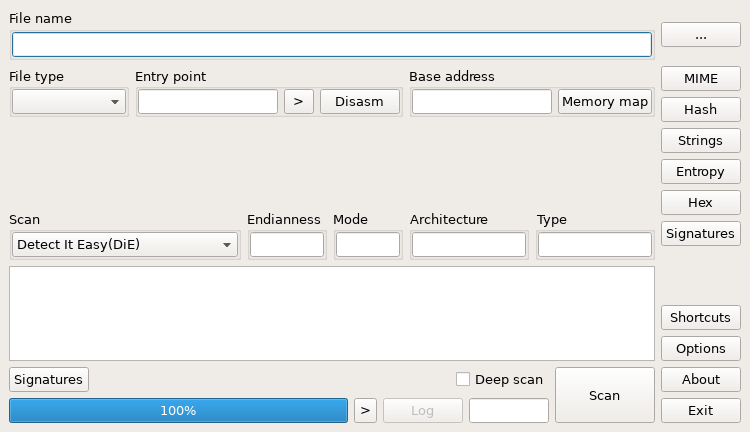 File name
...
File type Entry point Base address MIME
> Disasm Memory map
Hash
Strings
Entropy
Hex
Scan Endianness Mode Architecture Type
Signatures
Detect It Easy(DiE)
Shortcuts
Options
Signatures Deep scan Scan About
100% > Log Exit